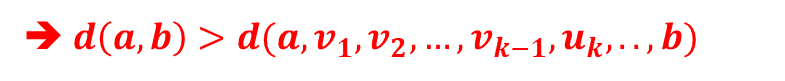 ➔ d(a,b) > d(a,v₁,v₂,…,vₖ₋₁,uₖ,..,b)